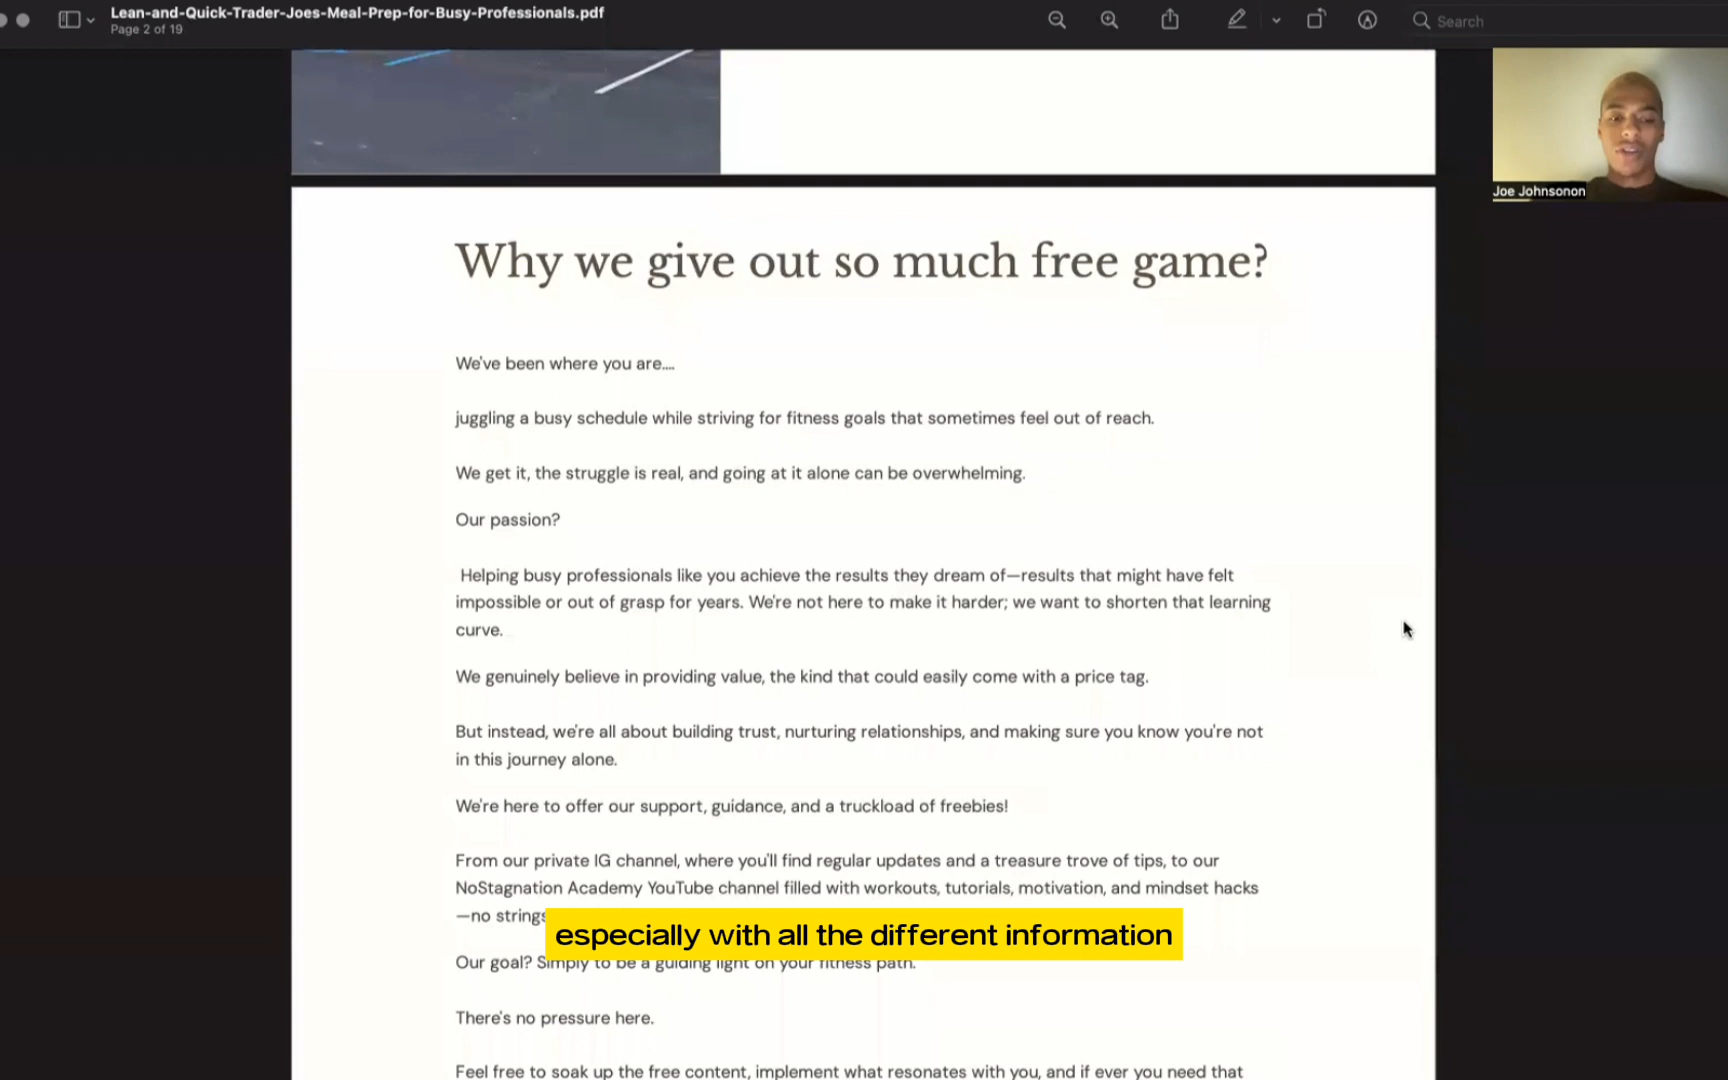 Lean-and-Quick-Trader-Joes-Meal-Prep-for-Busy-Professionals.pdf
Page 2 of 19
Search
Joe Johnsonon
Why we give out so much free game?
We've been where you are....
juggling a busy schedule while striving for fitness goals that sometimes feel out of reach.
We get it, the struggle is real, and going at it alone can be overwhelming.
Our passion?
Helping busy professionals like you achieve the results they dream of—results that might have felt
impossible or out of grasp for years. We're not here to make it harder; we want to shorten that learning
curve.
We genuinely believe in providing value, the kind that could easily come with a price tag.
But instead, we're all about building trust, nurturing relationships, and making sure you know you're not
in this journey alone.
We're here to offer our support, guidance, and a truckload of freebies!
From our private IG channel, where you'll find regular updates and a treasure trove of tips, to our
NoStagnation Academy YouTube channel filled with workouts, tutorials, motivation, and mindset hacks
—no strings
especially with all the different information
Our goal? Simply to be a guiding light on your fitness path.
There's no pressure here.
Feel free to soak up the free content, implement what resonates with you, and if ever you need that